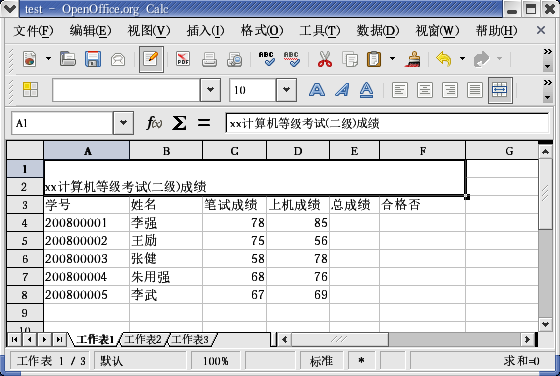 test - OpenOffice.org Calc
文件(F) 编辑(E) 视图(V) 插入(I) 格式(O) 工具(T) 数据(D) 视窗(W) 帮助(H)
ABC ABC
10 A A A
A1 f(x) Σ = xx计算机等级考试(二级)成绩
A B C D E F G
1
2 xx计算机等级考试(二级)成绩
3 学号 姓名 笔试成绩 上机成绩 总成绩 合格否
4 200800001 李强 78 85
5 200800002 王励 75 56
6 200800003 张健 58 78
7 200800004 朱用强 68 76
8 200800005 李武 67 69
9
10
工作表1 工作表2 工作表3
工作表 1 / 3 默认 100% 标准 * 求和=0